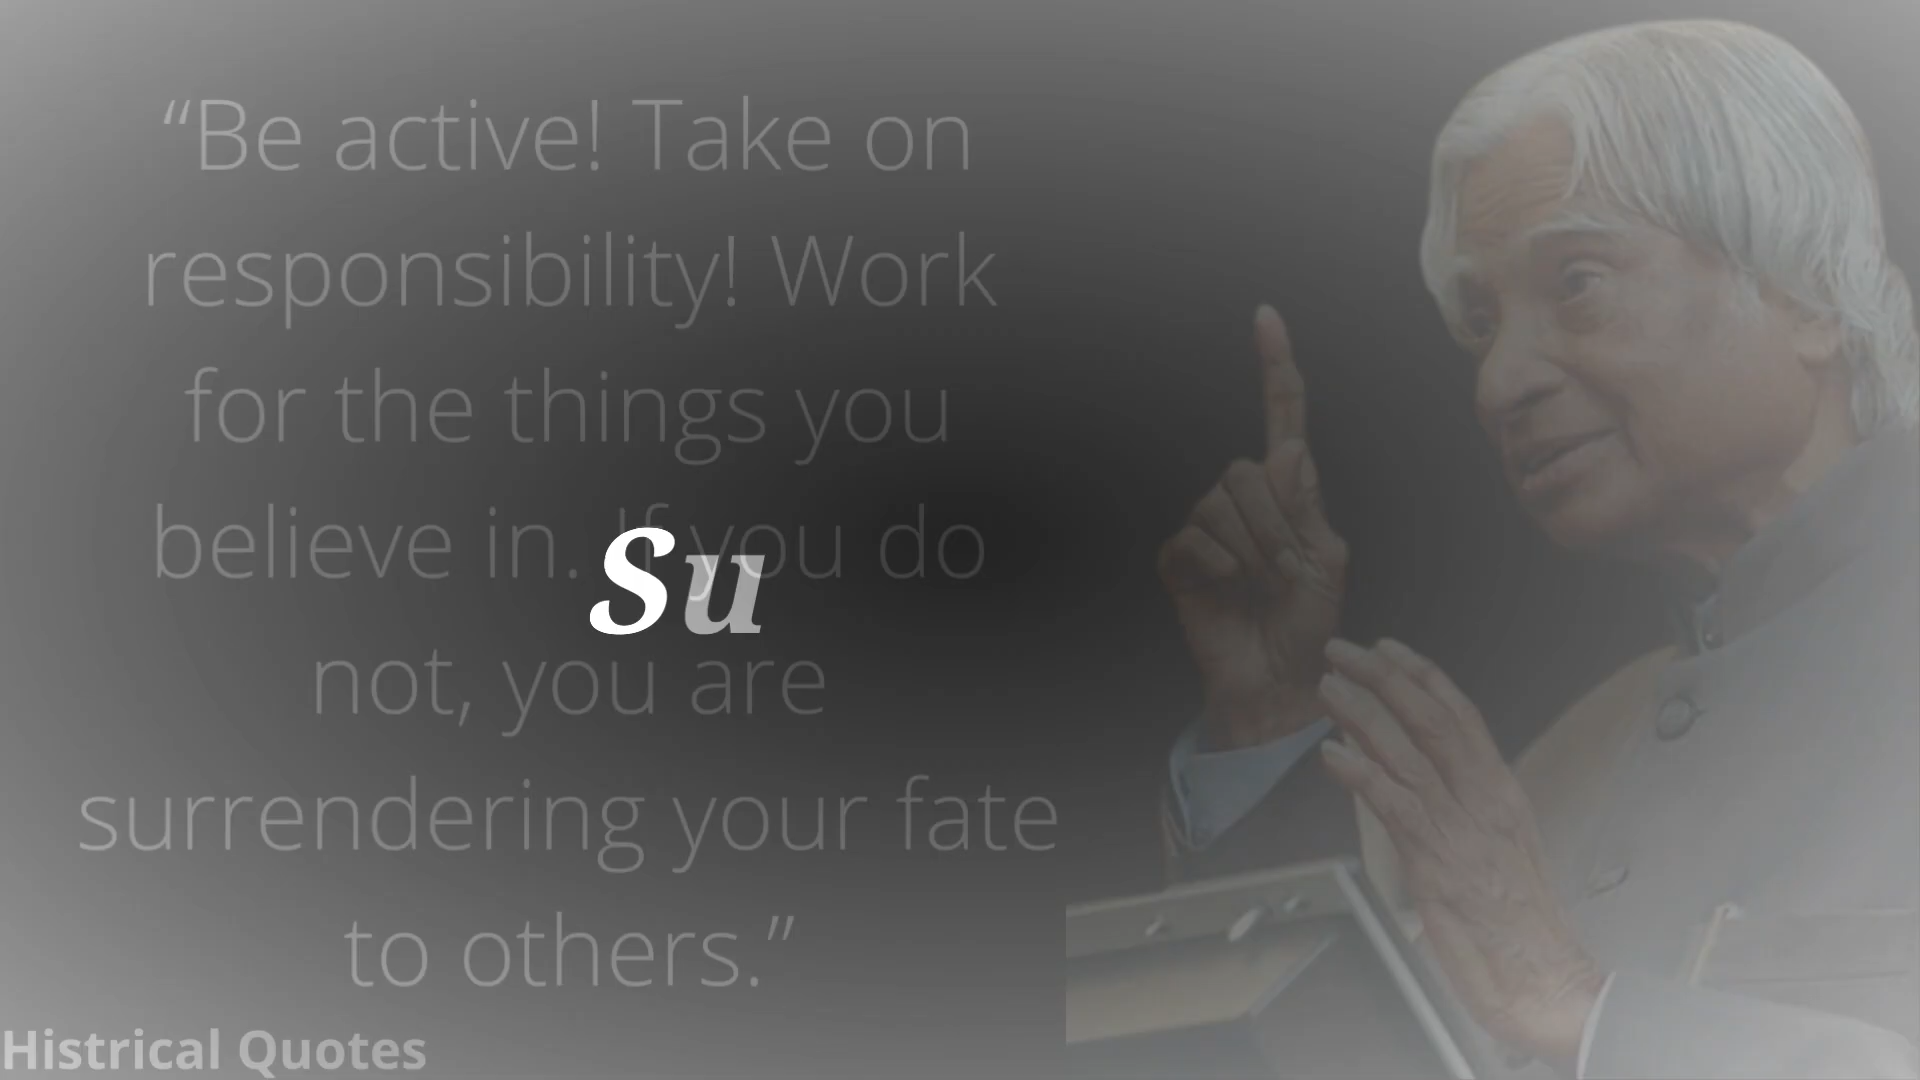 “Be active! Take on
responsibility! Work
for the things you
believe in. If you do
not, you are
surrendering your fate
to others.”
Su
Histrical Quotes